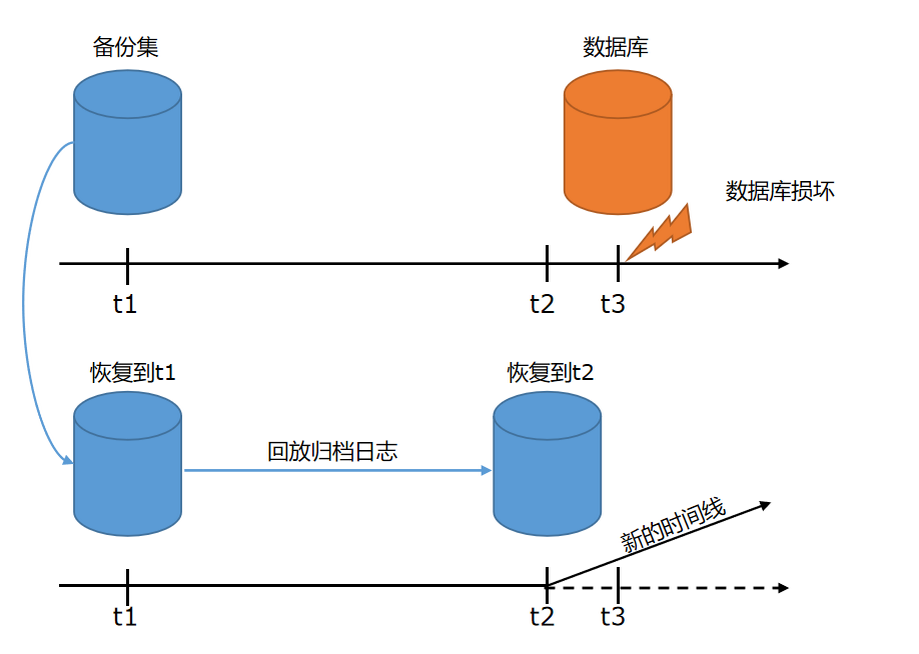 备份集
数据库
数据库损坏
t1
t2
t3
恢复到t1
恢复到t2
回放归档日志
新的时间线
t1
t2
t3